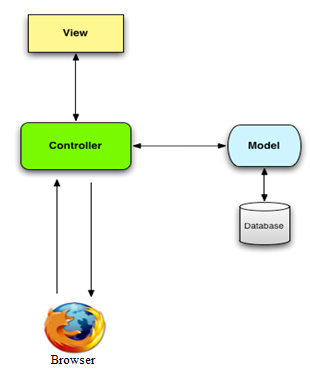 View
Controller
Model
Database
Browser